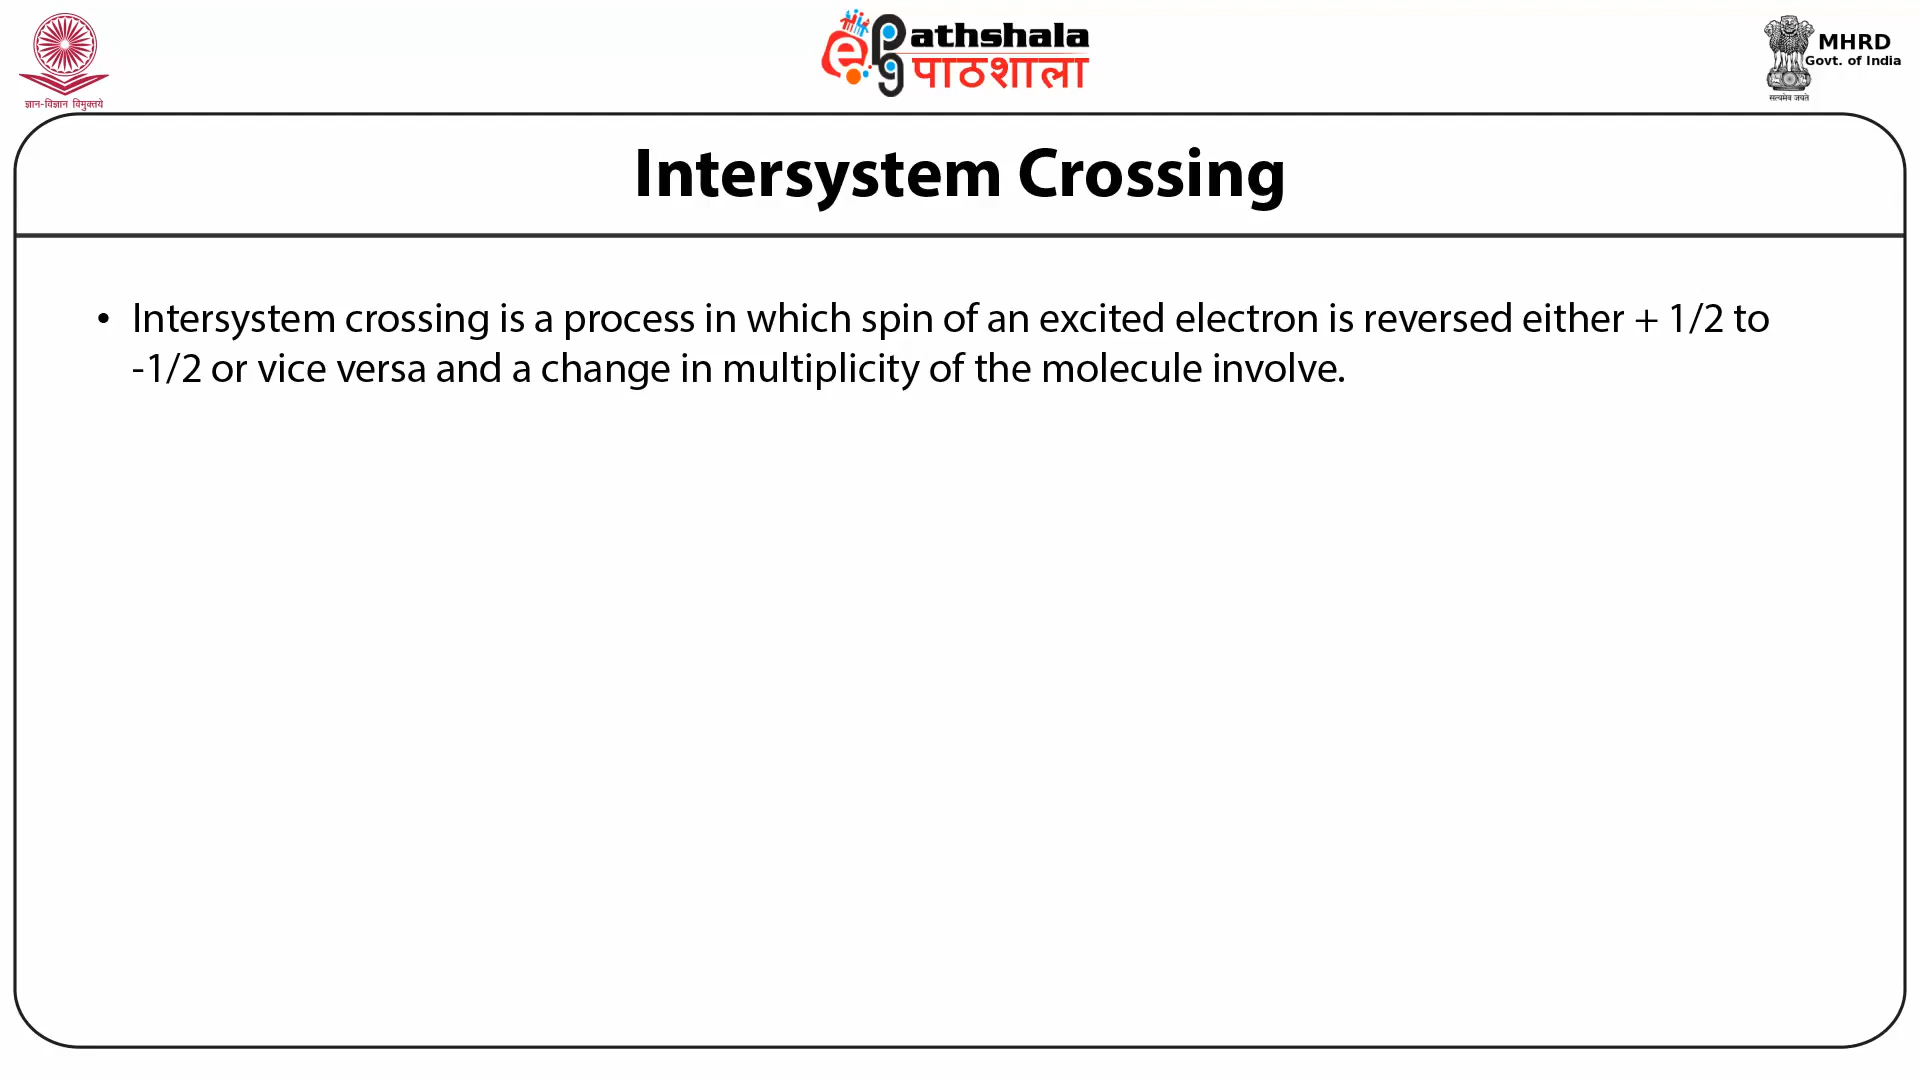 ज्ञान-विज्ञान विमुक्तये
e Pg athshala
पाठशाला
MHRD
Govt. of India
सत्यमेव जयते
Intersystem Crossing
• Intersystem crossing is a process in which spin of an excited electron is reversed either + 1/2 to
-1/2 or vice versa and a change in multiplicity of the molecule involve.